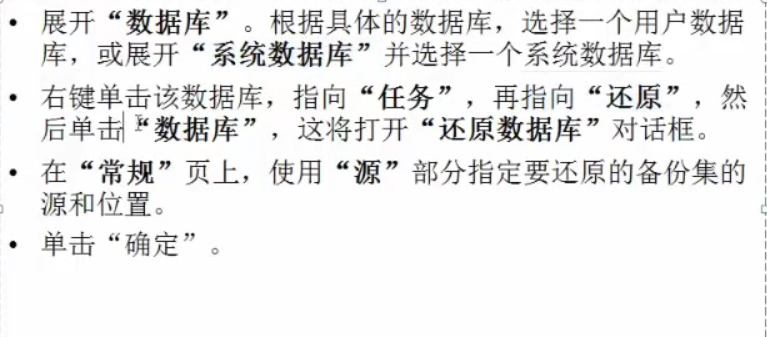 • 展开“数据库”。根据具体的数据库，选择一个用户数据
库，或展开“系统数据库”并选择一个系统数据库。
• 右键单击该数据库，指向“任务”，再指向“还原”，然
后单击“数据库”，这将打开“还原数据库”对话框。
• 在“常规”页上，使用“源”部分指定要还原的备份集的
源和位置。
• 单击“确定”。